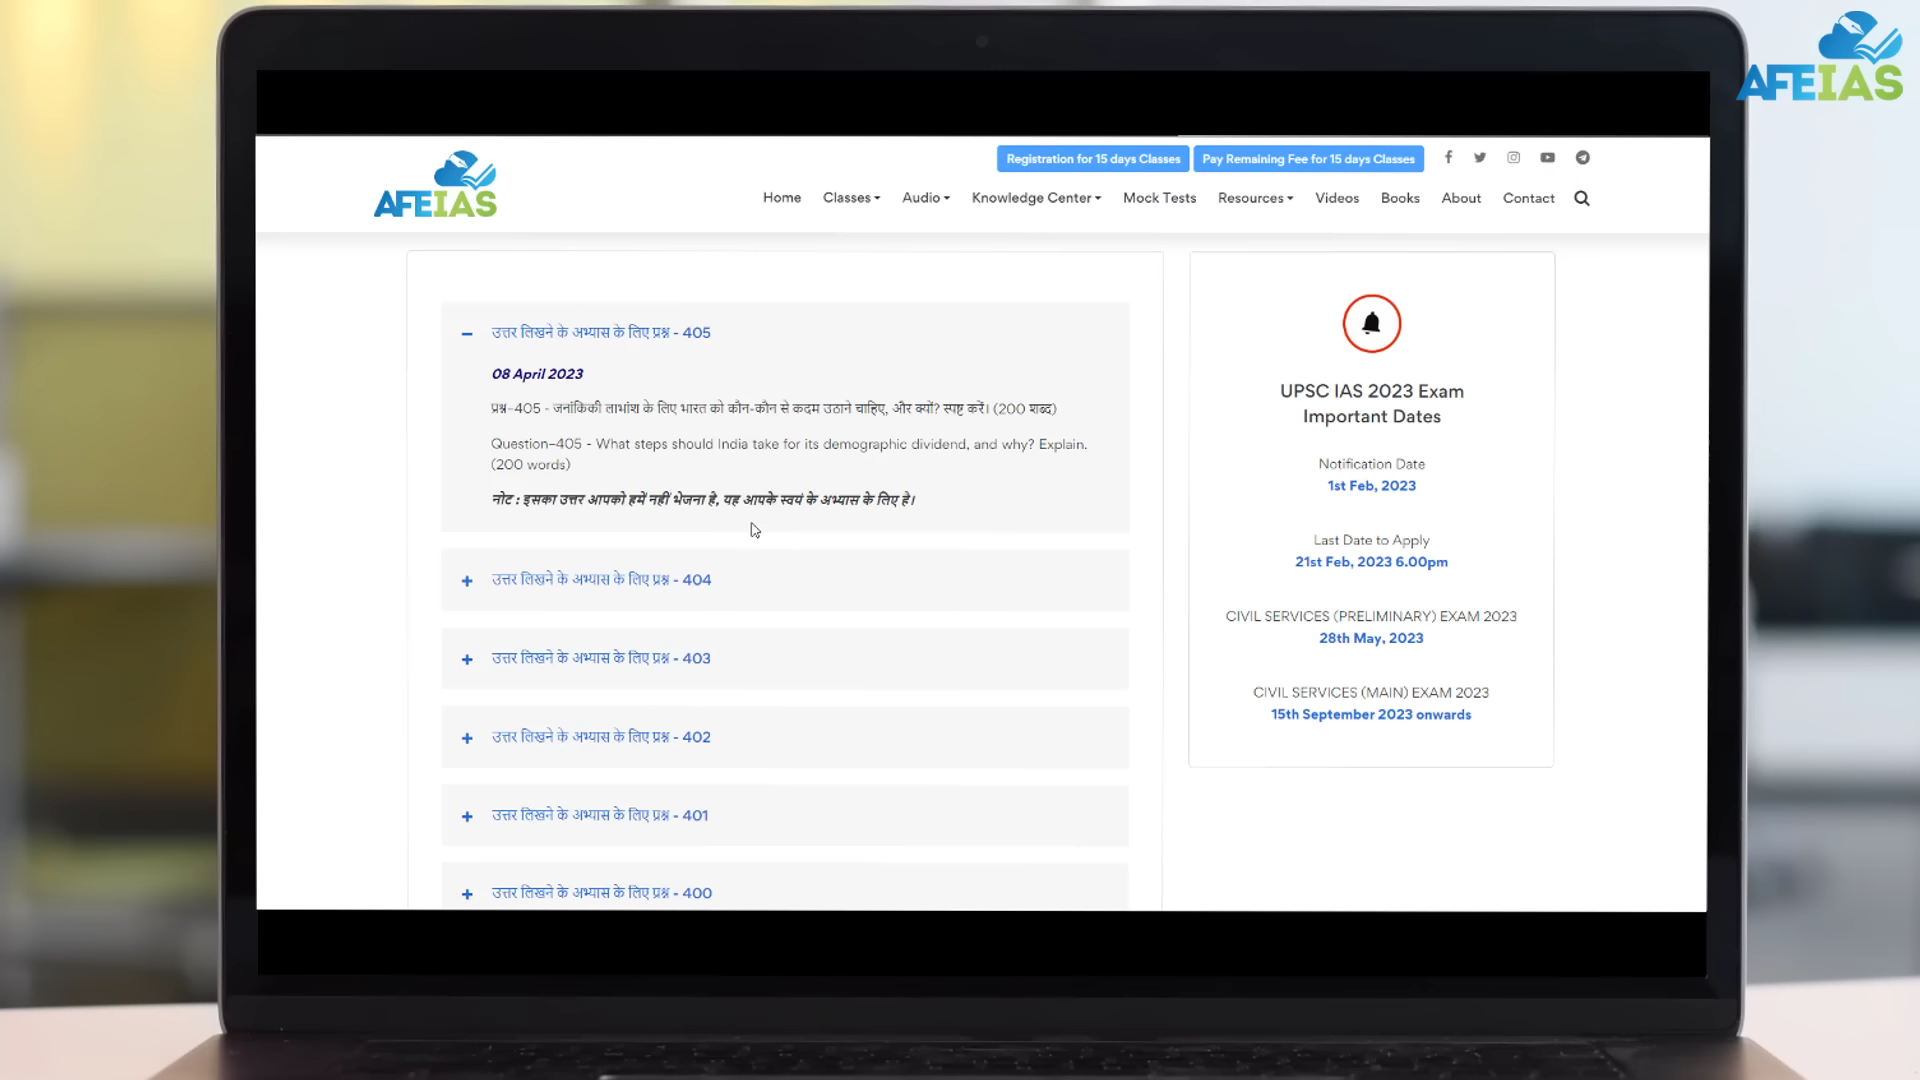 AFEIAS
AFEIAS
Registration for 15 days Classes
Pay Remaining Fee for 15 days Classes
Home
Classes
Audio
Knowledge Center
Mock Tests
Resources
Videos
Books
About
Contact
उत्तर लिखने के अभ्यास के लिए प्रश्न - 405
08 April 2023
प्रश्न–405 - जनांकिकी लाभांश के लिए भारत को कौन-कौन से कदम उठाने चाहिए, और क्यों? स्पष्ट करें। (200 शब्द)
Question–405 - What steps should India take for its demographic dividend, and why? Explain.
(200 words)
नोट : इसका उत्तर आपको हमें नहीं भेजना है, यह आपके स्वयं के अभ्यास के लिए है।
उत्तर लिखने के अभ्यास के लिए प्रश्न - 404
उत्तर लिखने के अभ्यास के लिए प्रश्न - 403
उत्तर लिखने के अभ्यास के लिए प्रश्न - 402
उत्तर लिखने के अभ्यास के लिए प्रश्न - 401
उत्तर लिखने के अभ्यास के लिए प्रश्न - 400
UPSC IAS 2023 Exam
Important Dates
Notification Date
1st Feb, 2023
Last Date to Apply
21st Feb, 2023 6.00pm
CIVIL SERVICES (PRELIMINARY) EXAM 2023
28th May, 2023
CIVIL SERVICES (MAIN) EXAM 2023
15th September 2023 onwards